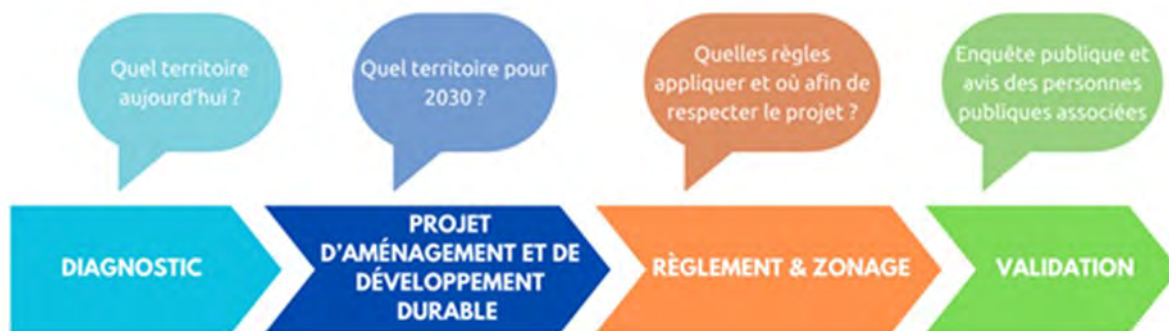 Quel territoire
aujourd'hui ?
Quel territoire pour
2030 ?
Quelles règles
appliquer et où afin de
respecter le projet ?
Enquête publique et
avis des personnes
publiques associées
DIAGNOSTIC
PROJET
D'AMÉNAGEMENT ET DE
DÉVELOPPEMENT
DURABLE
RÈGLEMENT & ZONAGE
VALIDATION